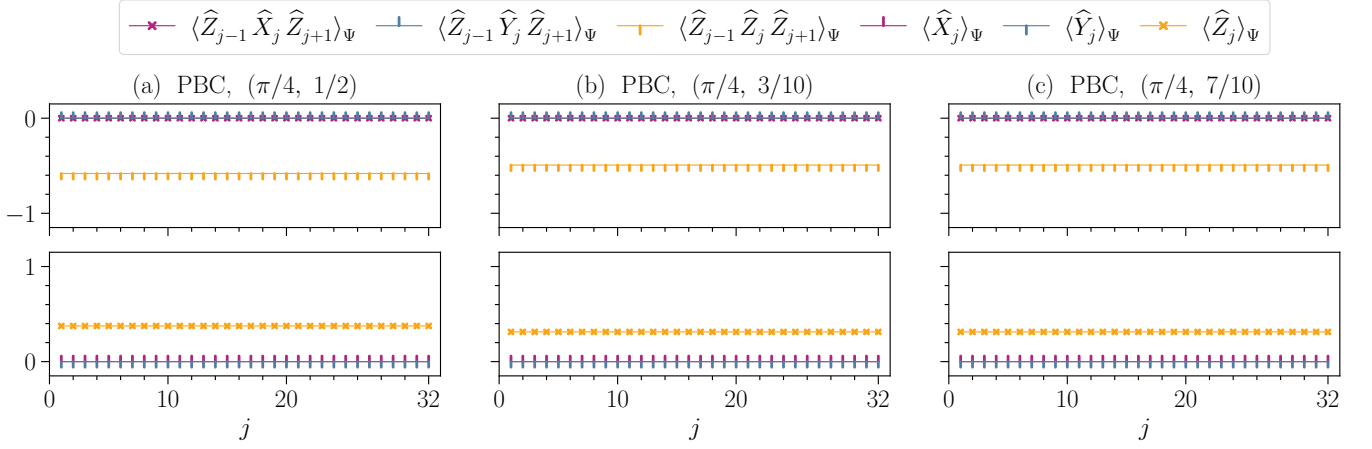 ⟨Ẑ_{j−1} X̂_j Ẑ_{j+1}⟩_Ψ ⟨Ẑ_{j−1} Ŷ_j Ẑ_{j+1}⟩_Ψ ⟨Ẑ_{j−1} Ẑ_j Ẑ_{j+1}⟩_Ψ ⟨X̂_j⟩_Ψ ⟨Ŷ_j⟩_Ψ ⟨Ẑ_j⟩_Ψ
(a) PBC, (π/4, 1/2)
(b) PBC, (π/4, 3/10)
(c) PBC, (π/4, 7/10)
0
−1
1
0
0 10 20 32
0 10 20 32
0 10 20 32
j
j
j